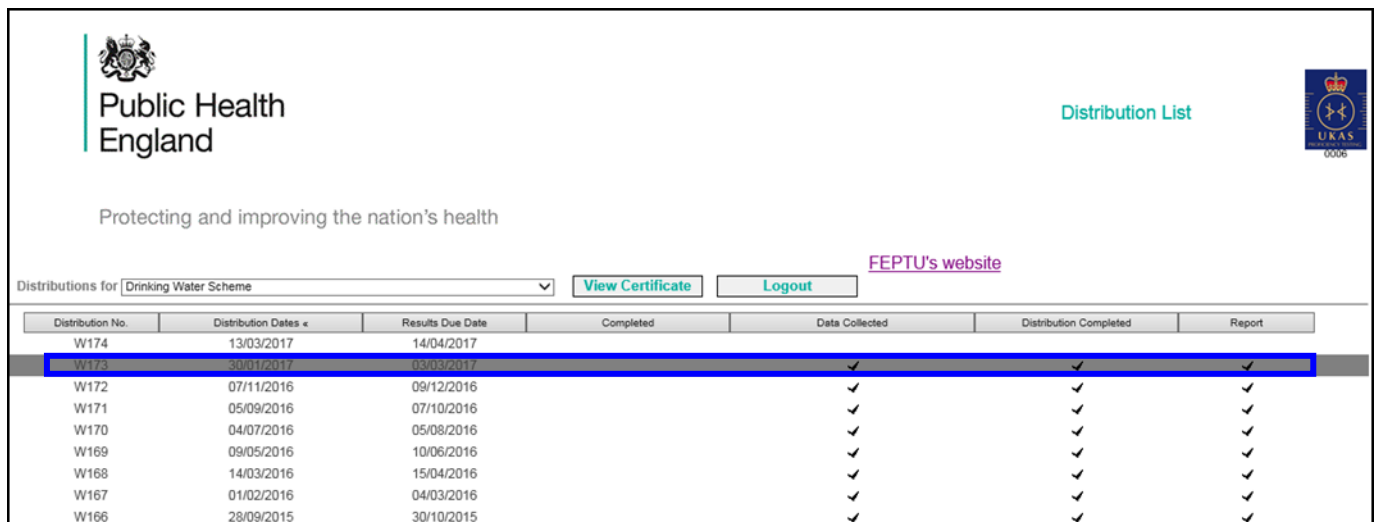 Public Health
England
Distribution List
UKAS
PROFICIENCY TESTING
0006
Protecting and improving the nation's health
FEPTU's website
Distributions for Drinking Water Scheme View Certificate Logout
Distribution No. Distribution Dates « Results Due Date Completed Data Collected Distribution Completed Report
W174 13/03/2017 14/04/2017
W173 30/01/2017 03/03/2017 ✓ ✓ ✓
W172 07/11/2016 09/12/2016 ✓ ✓ ✓
W171 05/09/2016 07/10/2016 ✓ ✓ ✓
W170 04/07/2016 05/08/2016 ✓ ✓ ✓
W169 09/05/2016 10/06/2016 ✓ ✓ ✓
W168 14/03/2016 15/04/2016 ✓ ✓ ✓
W167 01/02/2016 04/03/2016 ✓ ✓ ✓
W166 28/09/2015 30/10/2015 ✓ ✓ ✓